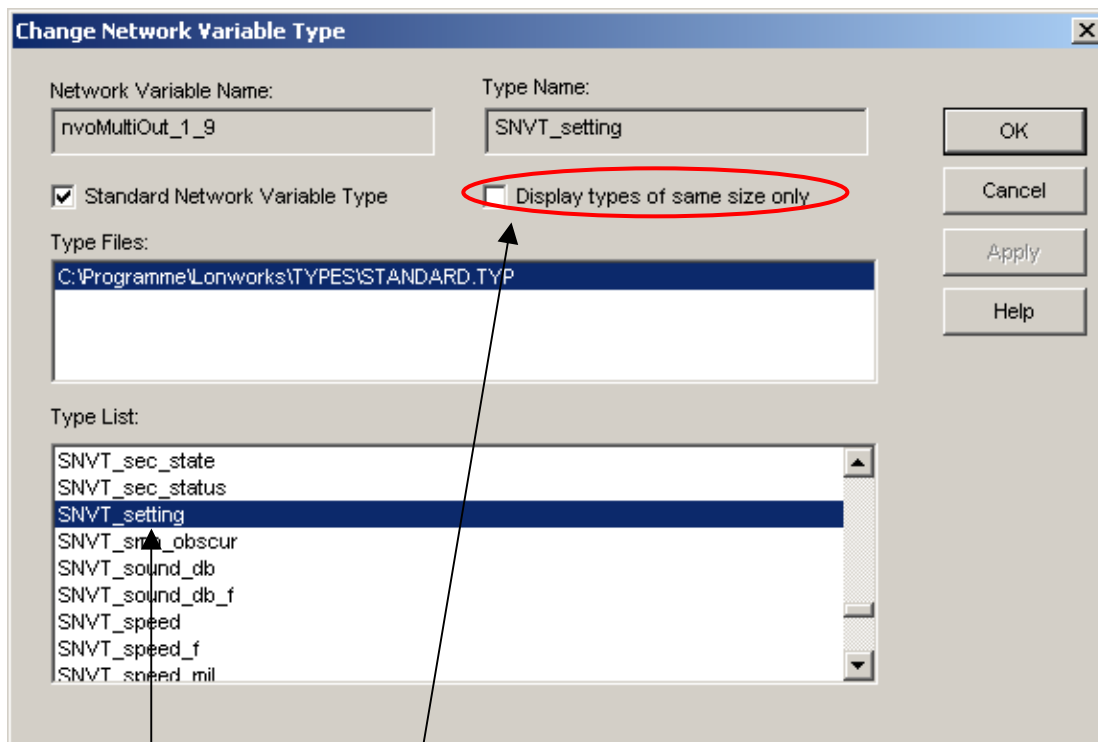 Change Network Variable Type
Network Variable Name:
Type Name:
nvoMultiOut_1_9
SNVT_setting
OK
Standard Network Variable Type
Display types of same size only
Cancel
Type Files:
Apply
C:\Programme\Lonworks\TYPES\STANDARD.TYP
Help
Type List:
SNVT_sec_state
SNVT_sec_status
SNVT_setting
SNVT_smo_obscur
SNVT_sound_db
SNVT_sound_db_f
SNVT_speed
SNVT_speed_f
SNVT_speed_mil